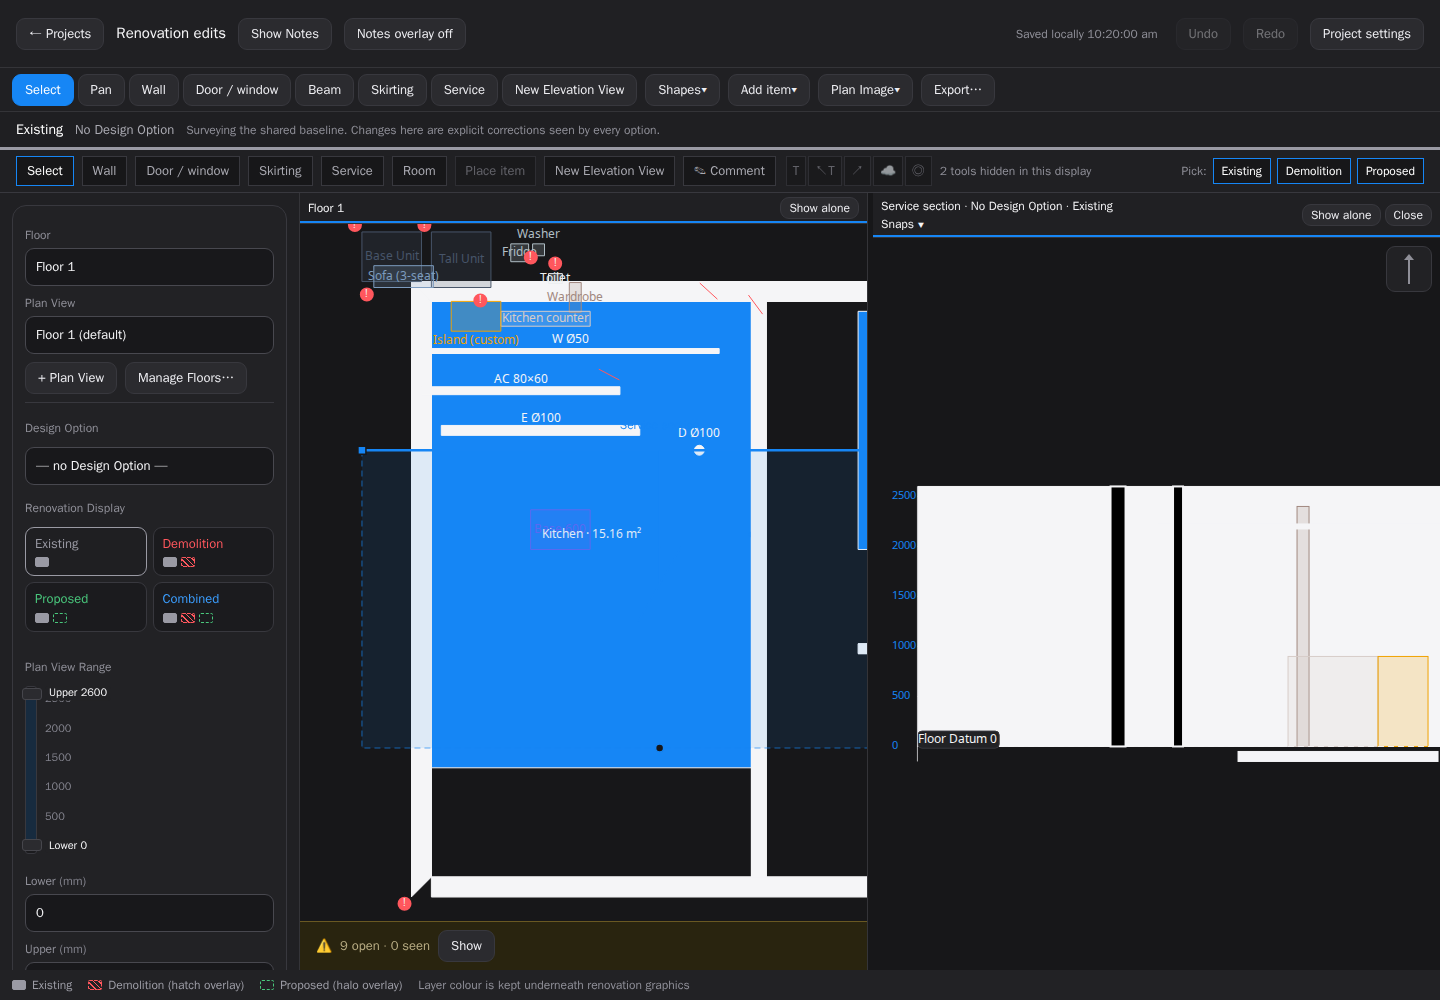 ← Projects
Renovation edits
Show Notes
Notes overlay off
Saved locally 10:20:00 am
Undo
Redo
Project settings
Select
Pan
Wall
Door / window
Beam
Skirting
Service
New Elevation View
Shapes▾
Add item▾
Plan Image▾
Export⋯
Existing No Design Option Surveying the shared baseline. Changes here are explicit corrections seen by every option.
Select
Wall
Door / window
Skirting
Service
Room
Place item
New Elevation View
✎ Comment
T
↖T
↗
2 tools hidden in this display
Pick:
Existing
Demolition
Proposed
Floor
Floor 1
Plan View
Floor 1 (default)
+ Plan View
Manage Floors⋯
Design Option
— no Design Option —
Renovation Display
Existing
Demolition
Proposed
Combined
Plan View Range
Upper 2600
2000
1500
1000
500
Lower 0
Lower (mm)
0
Upper (mm)
Floor 1
Show alone
Washer
Base Unit
Tall Unit
Fridge
Sofa (3-seat)
Toilet
Wardrobe
Kitchen counter
Island (custom)
W Ø50
AC 80×60
E Ø100
D Ø100
Kitchen · 15.16 m²
⚠️ 9 open · 0 seen
Show
Service section · No Design Option · Existing
Snaps ▾
Show alone
Close
2500
2000
1500
1000
500
0
Floor Datum 0
Existing
Demolition (hatch overlay)
Proposed (halo overlay)
Layer colour is kept underneath renovation graphics